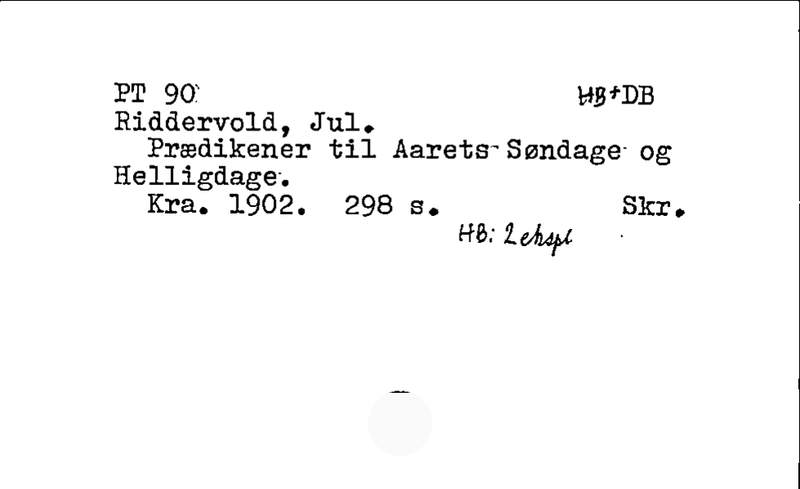 PT 90 HB+DB
Riddervold, Jul.
Prædikener til Aarets Søndage og
Helligdage.
Kra. 1902. 298 s. Skr.
HB: 2 ekspl